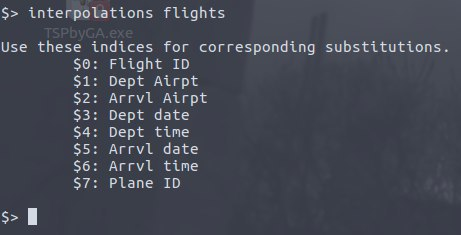 $> interpolations flights
TSPbyGA.exe
Use these indices for corresponding substitutions.
$0: Flight ID
$1: Dept Airpt
$2: Arrvl Airpt
$3: Dept date
$4: Dept time
$5: Arrvl date
$6: Arrvl time
$7: Plane ID
$>